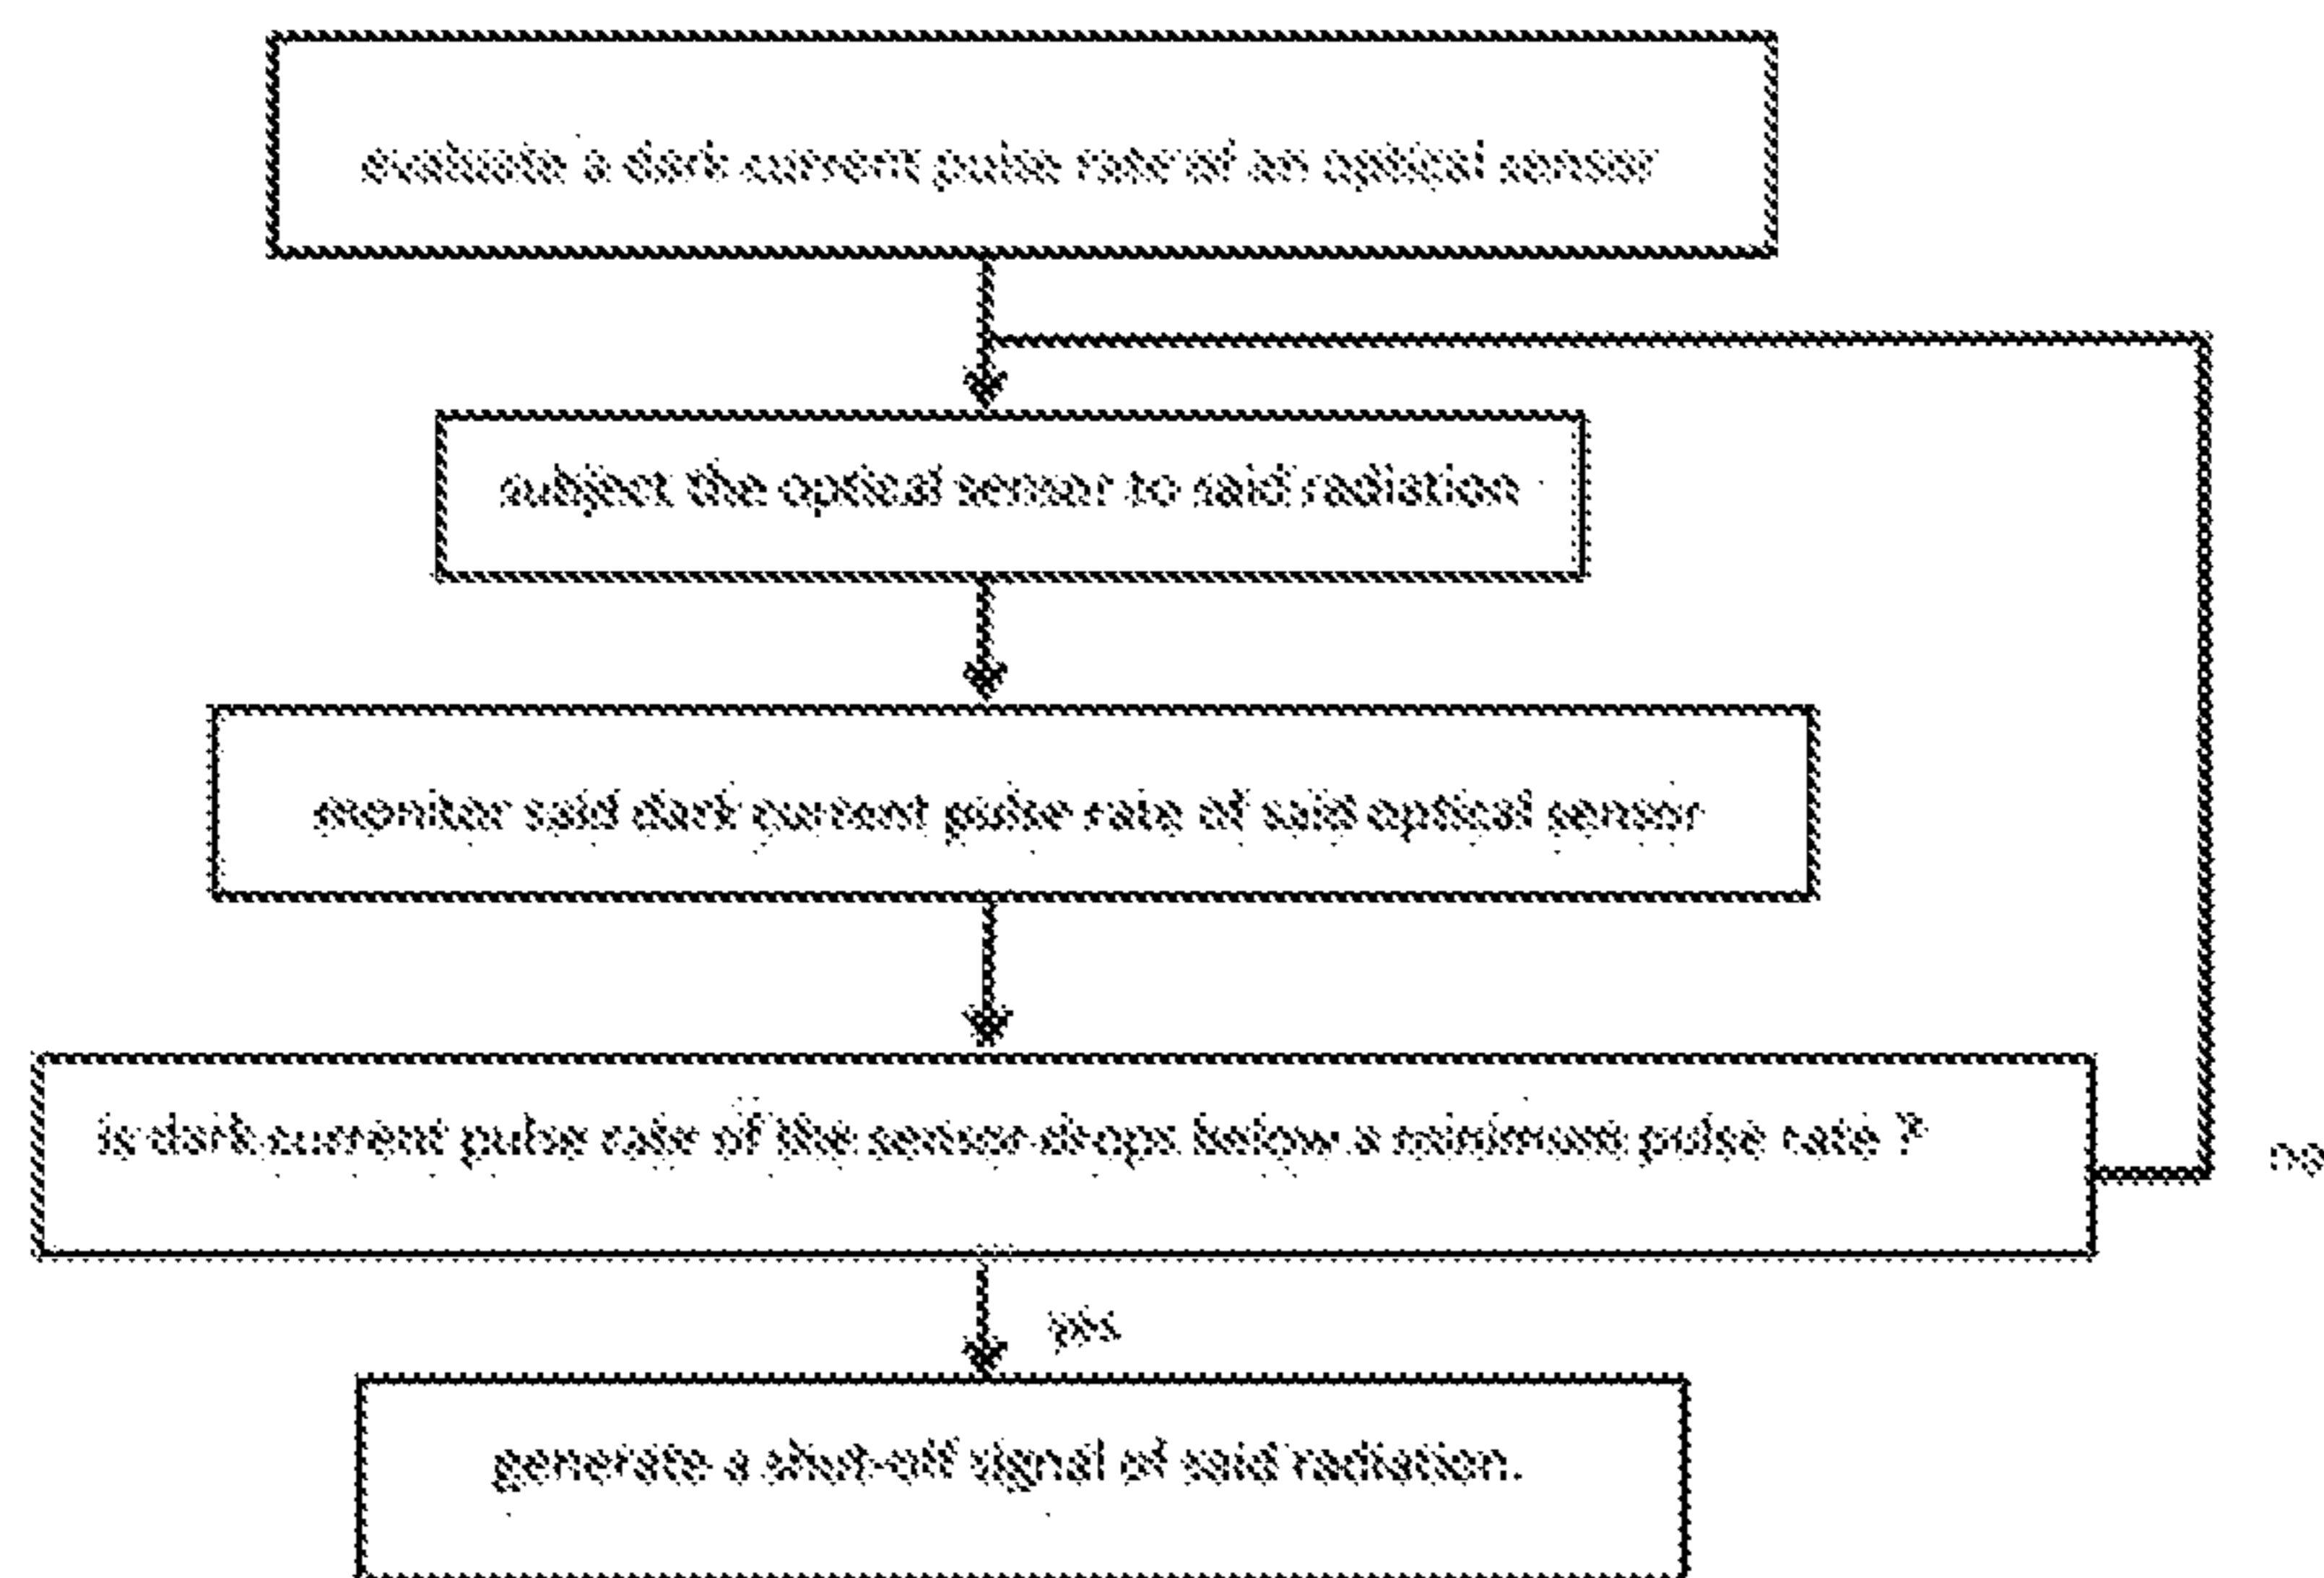 evaluate a dark current pulse rate of an optical sensor
subject the optical sensor to said radiation
monitor said dark current pulse rate of said optical sensor
is dark current pulse rate of the sensor drops below a minimum pulse rate ?
no
yes
generate a shut-off signal of said radiation.